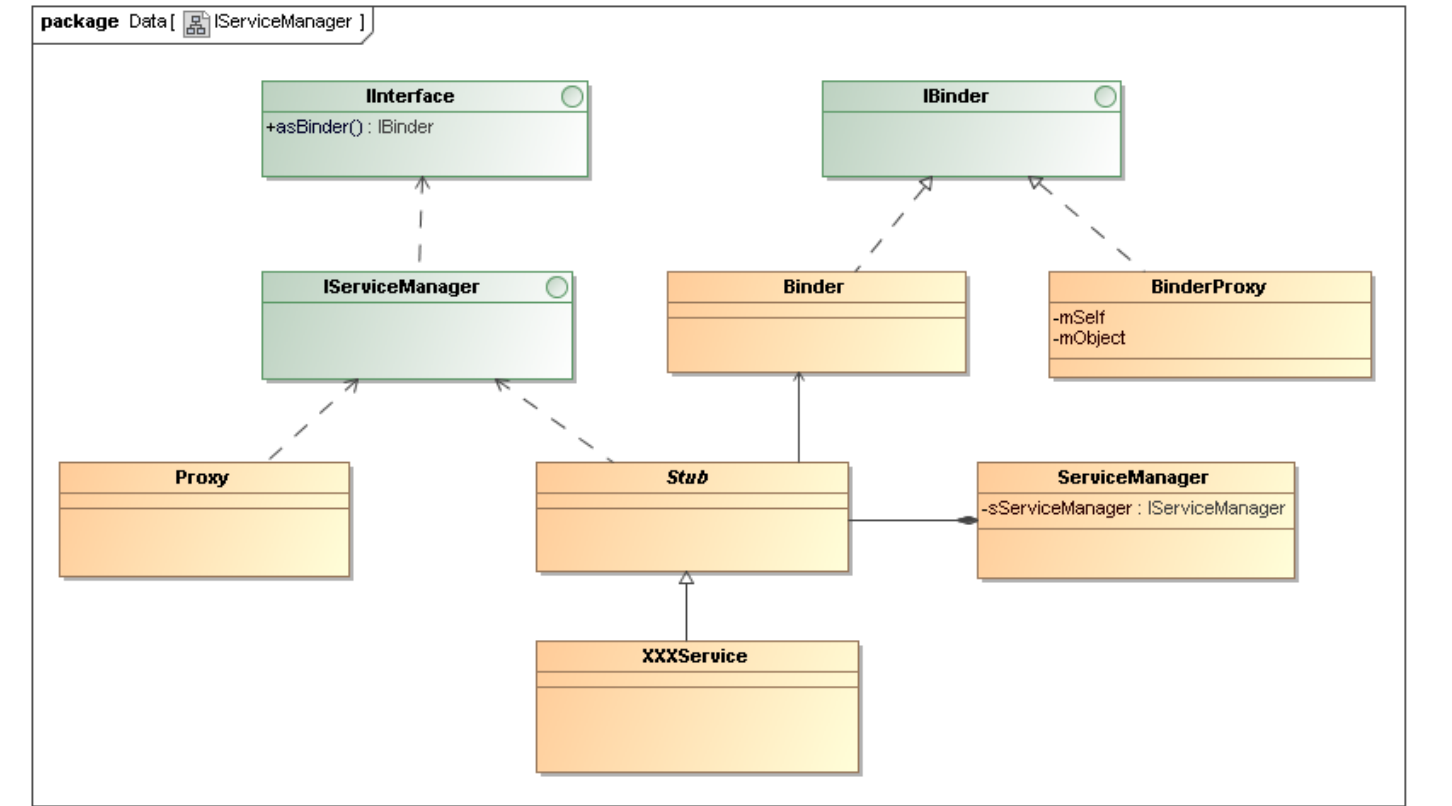 package Data[ IServiceManager ]
IInterface
+asBinder() : IBinder
IBinder
IServiceManager
Binder
BinderProxy
-mSelf
-mObject
Proxy
Stub
ServiceManager
-sServiceManager : IServiceManager
XXXService